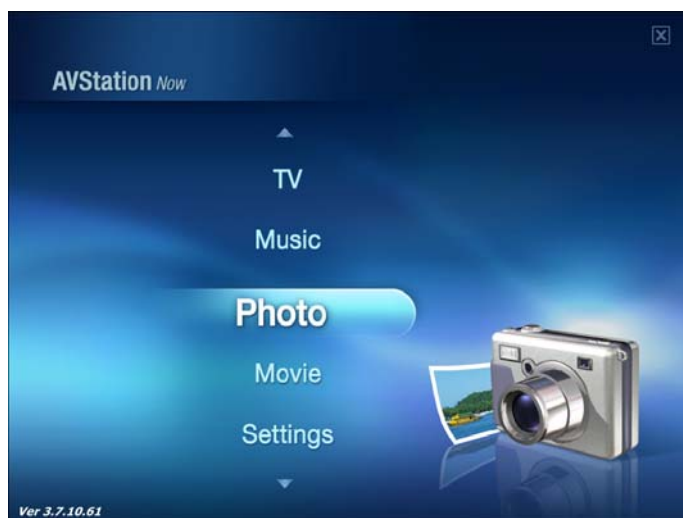 AVStation Now
TV
Music
Photo
Movie
Settings
Ver 3.7.10.61